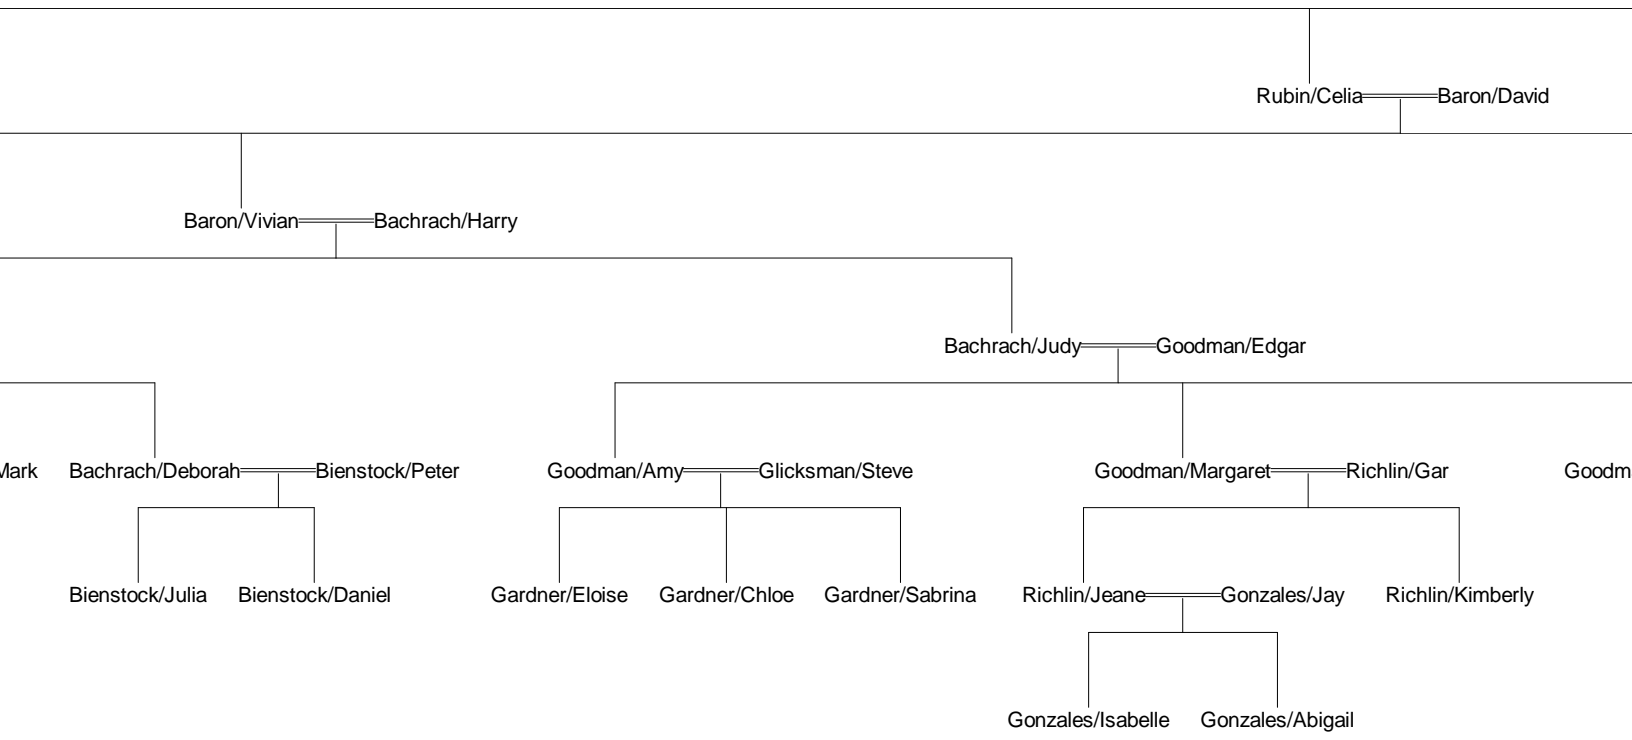 Rubin/Celia Baron/David
Baron/Vivian Bachrach/Harry
Bachrach/Judy Goodman/Edgar
Mark Bachrach/Deborah Bienstock/Peter Goodman/Amy Glicksman/Steve Goodman/Margaret Richlin/Gar Goodm
Bienstock/Julia Bienstock/Daniel Gardner/Eloise Gardner/Chloe Gardner/Sabrina Richlin/Jeane Gonzales/Jay Richlin/Kimberly
Gonzales/Isabelle Gonzales/Abigail